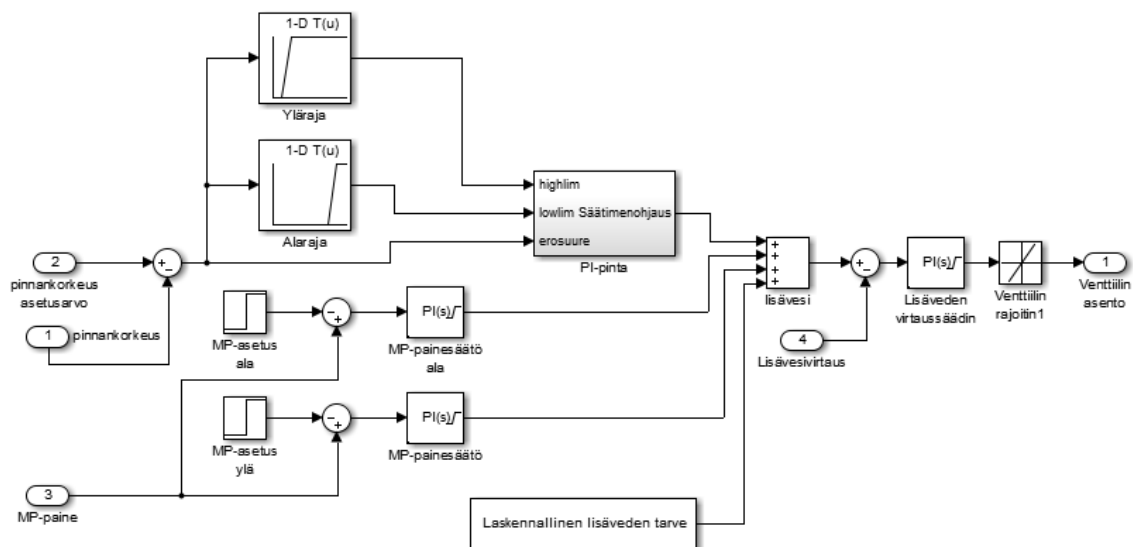 1-D T(u)
Yläraja
1-D T(u)
Alaraja
highlim
lowlim Säätimenohjaus
erosuure
PI-pinta
2
pinnankorkeus
asetusarvo
1
pinnankorkeus
+
−
MP-asetus
ala
−
+
PI(s)
MP-painesäätö
ala
MP-asetus
ylä
−
+
PI(s)
MP-painesäätö
3
MP-paine
Laskennallinen lisäveden tarve
+
+
+
+
lisävesi
+
−
4
Lisävesivirtaus
PI(s)
Lisäveden
virtaussäädin
Venttiilin
rajoitin1
1
Venttiilin
asento